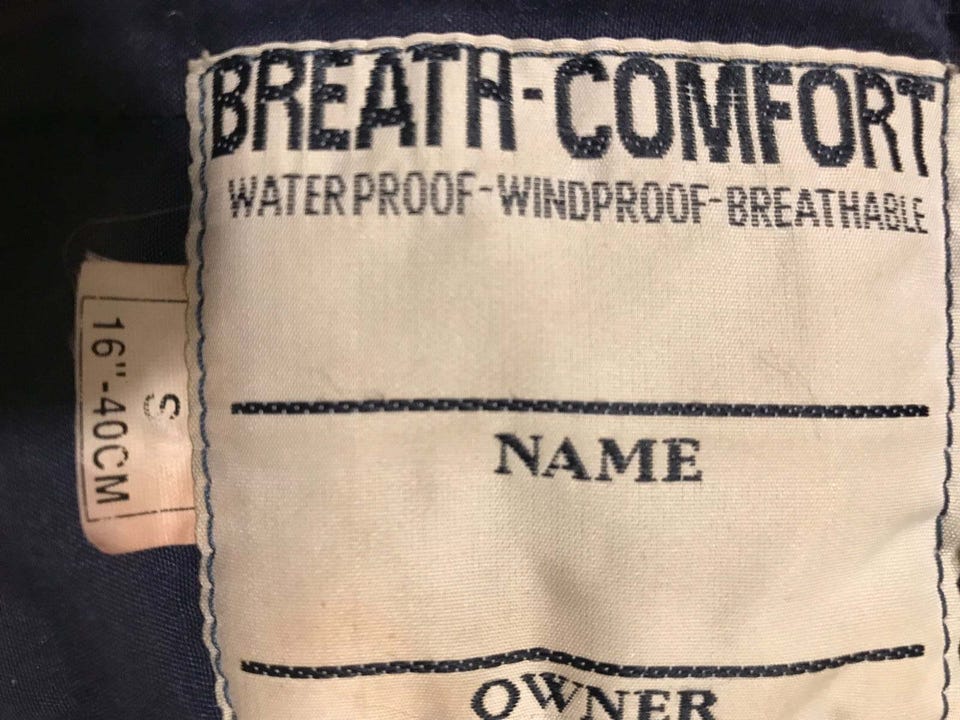 BREATH-COMFORT
WATERPROOF-WINDPROOF-BREATHABLE
NAME
OWNER
S
16"-40CM